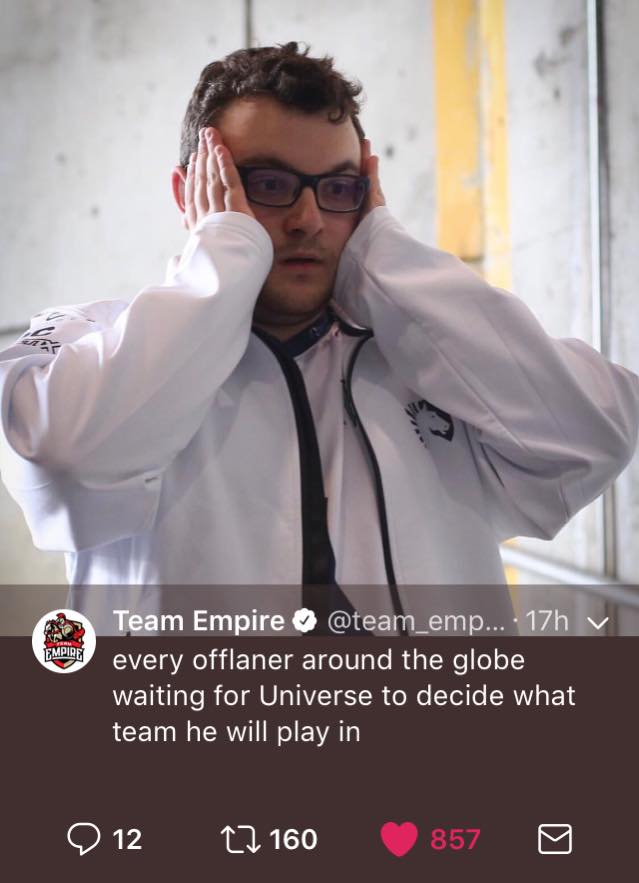 Team Empire @team_emp... · 17h
every offlaner around the globe
waiting for Universe to decide what
team he will play in
TEAM
EMPIRE
12 160 857